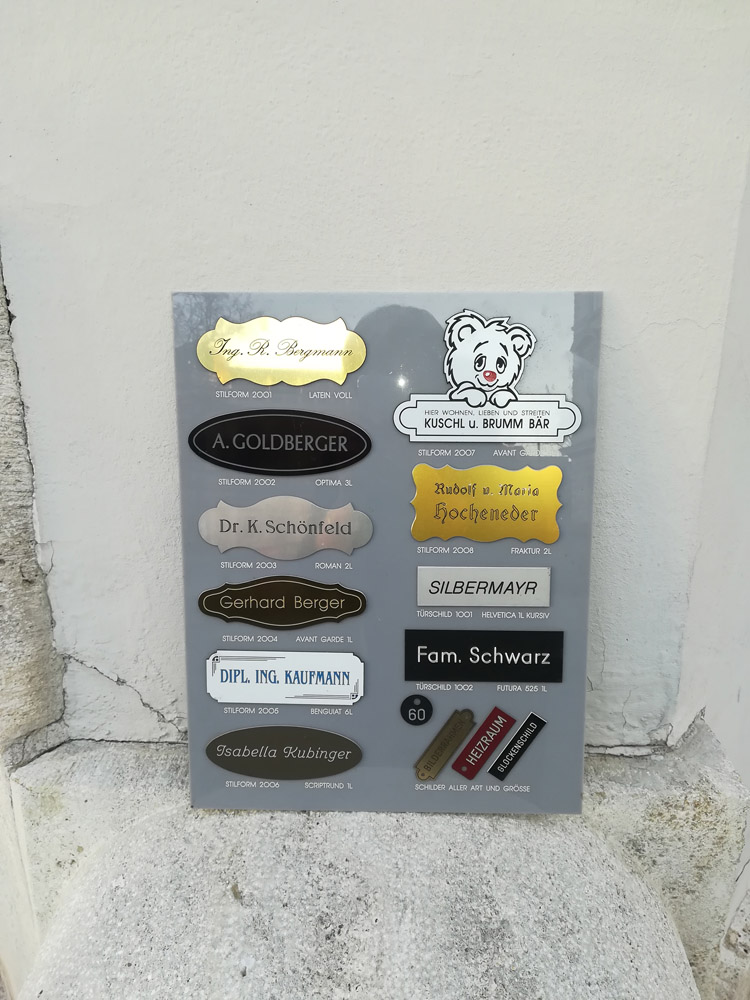 Ing. R. Bergmann
STILFORM 2001 LATEIN VOLL
A. GOLDBERGER
STILFORM 2002 OPTIMA 3L
Dr. K. Schönfeld
STILFORM 2003 ROMAN 2L
Gerhard Berger
STILFORM 2004 AVANT GARDE 1L
DIPL. ING. KAUFMANN
STILFORM 2005 BENGUIAT 6L
Isabella Kubinger
STILFORM 2006 SCRIPTRUND 1L
HIER WOHNEN, LIEBEN UND STREITEN
KUSCHL u. BRUMM BÄR
STILFORM 2007 AVANT
Rudolf u. Maria
Hocheneder
STILFORM 2008 FRAKTUR 2L
SILBERMAYR
TÜRSCHILD 1001 HELVETICA 1L KURSIV
Fam. Schwarz
TÜRSCHILD 1002 FUTURA 525 1L
60
HEIZRAUM
GLOCKENSCHILD
SCHILDER ALLER ART UND GRÖSSE